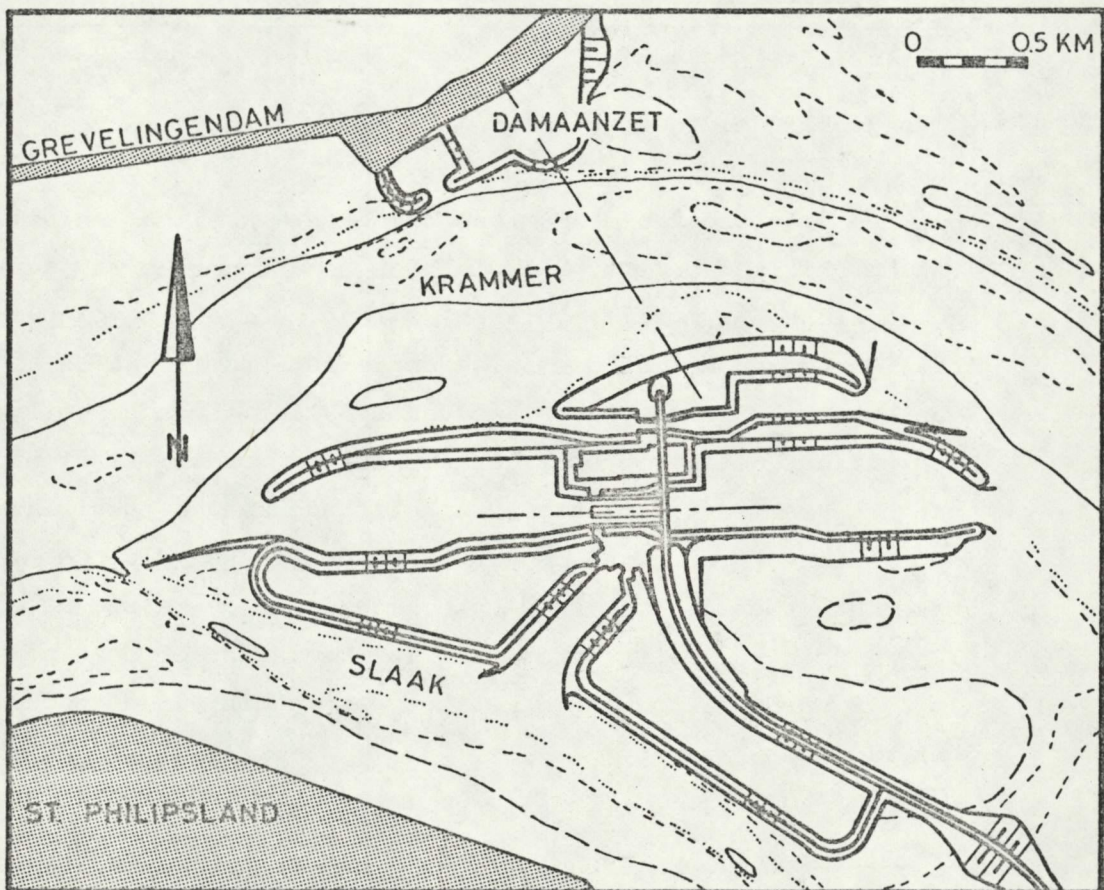 0 0.5 KM
GREVELINGENDAM
DAMAANZET
KRAMMER
N
SLAAK
ST. PHILIPSLAND